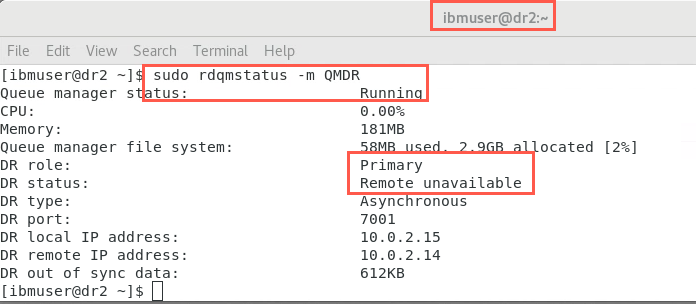 ibmuser@dr2:~
File Edit View Search Terminal Help
[ibmuser@dr2 ~]$ sudo rdqmstatus -m QMDR
Queue manager status: Running
CPU: 0.00%
Memory: 181MB
Queue manager file system: 58MB used, 2.9GB allocated [2%]
DR role: Primary
DR status: Remote unavailable
DR type: Asynchronous
DR port: 7001
DR local IP address: 10.0.2.15
DR remote IP address: 10.0.2.14
DR out of sync data: 612KB
[ibmuser@dr2 ~]$